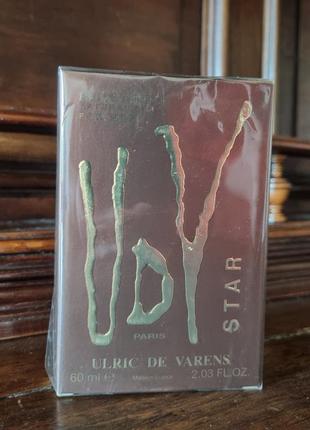 UDV
PARIS
STAR
ULRIC DE VARENS
60 ml e 2.03 FL.OZ.